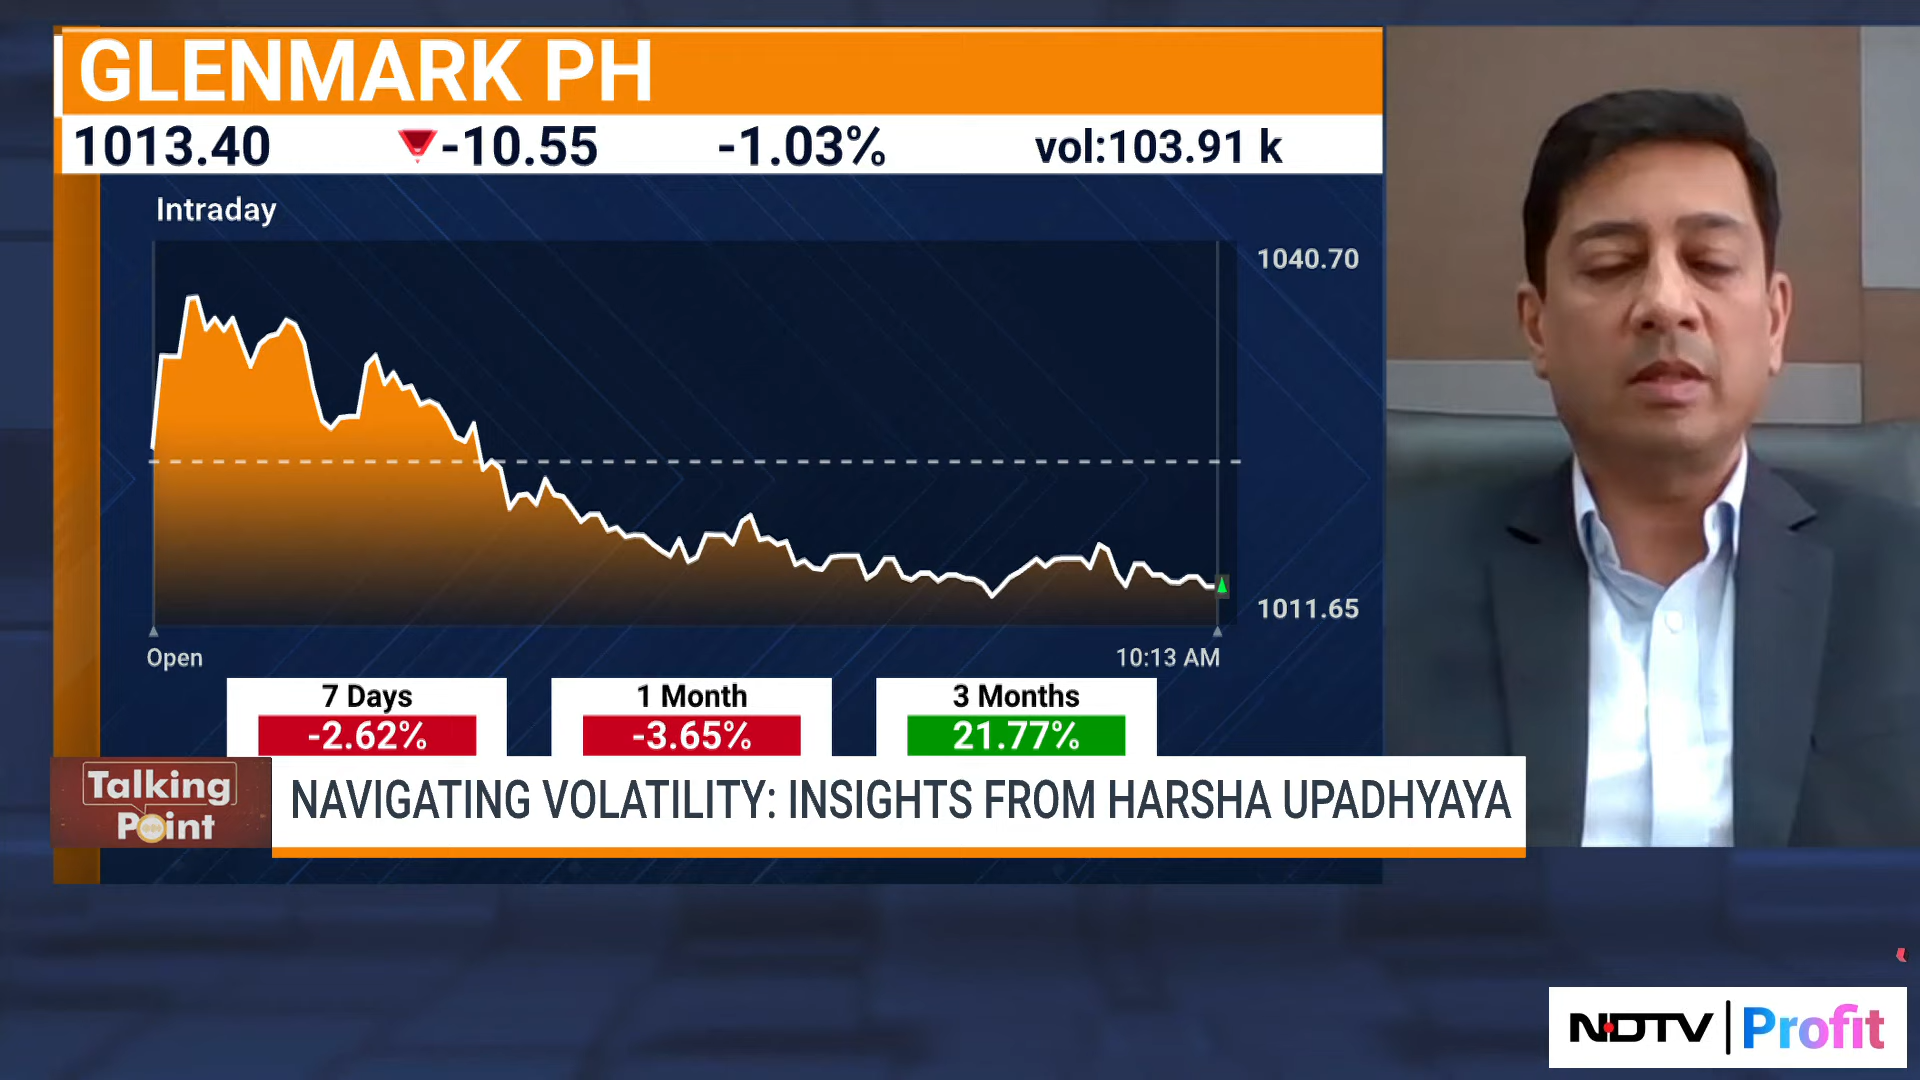 GLENMARK PH
1013.40 -10.55 -1.03% vol:103.91 k
Intraday
1040.70
1011.65
Open 10:13 AM
7 Days 1 Month 3 Months
-2.62% -3.65% 21.77%
Talking
Point
NAVIGATING VOLATILITY: INSIGHTS FROM HARSHA UPADHYAYA
NDTV Profit